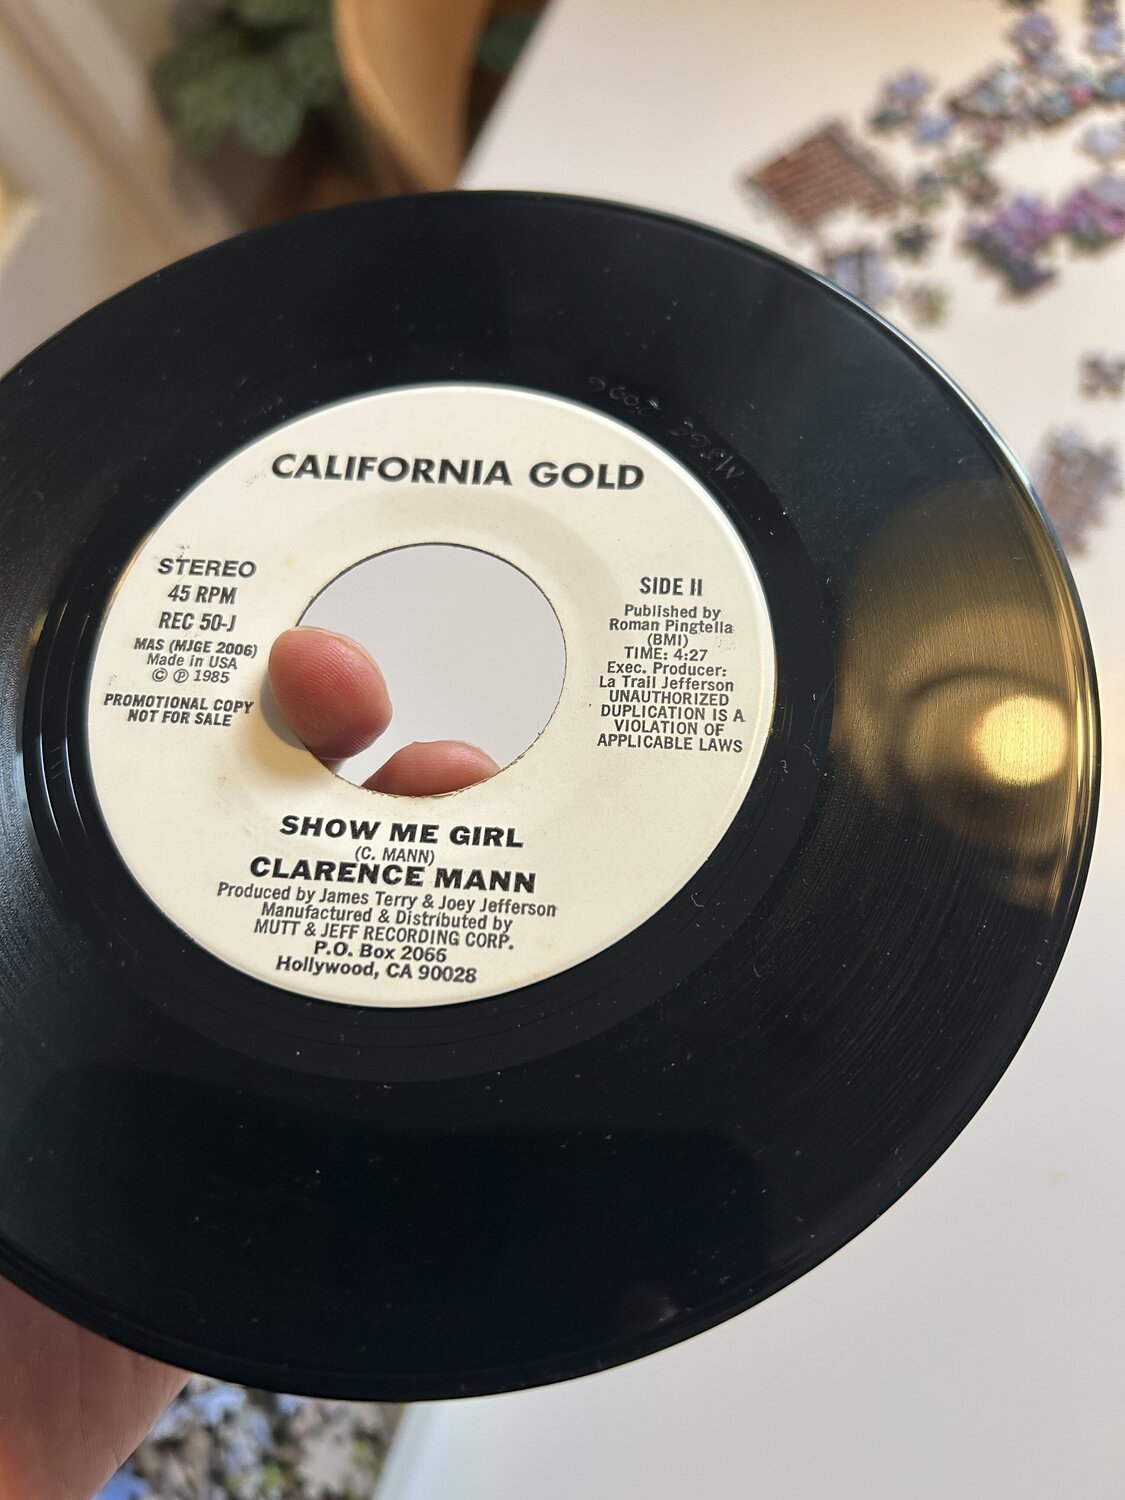 CALIFORNIA GOLD
STEREO
45 RPM
REC 50-J
MAS (MJGE 2006)
Made in USA
© ℗ 1985
PROMOTIONAL COPY
NOT FOR SALE
SIDE II
Published by
Roman Pingtella
(BMI)
TIME: 4:27
Exec. Producer:
La Trail Jefferson
UNAUTHORIZED
DUPLICATION IS A
VIOLATION OF
APPLICABLE LAWS
SHOW ME GIRL
(C. MANN)
CLARENCE MANN
Produced by James Terry & Joey Jefferson
Manufactured & Distributed by
MUTT & JEFF RECORDING CORP.
P.O. Box 2066
Hollywood, CA 90028
MJGE 2006